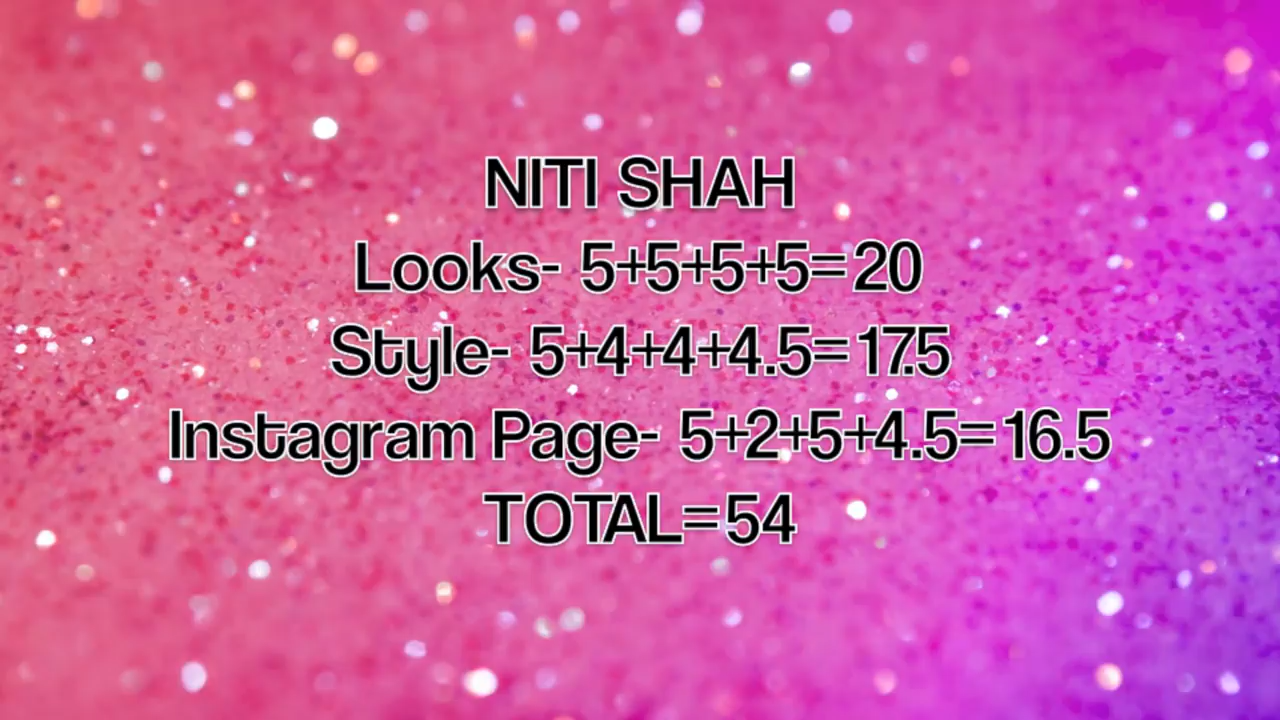 NITI SHAH
Looks- 5+5+5+5=20
Style- 5+4+4+4.5=17.5
Instagram Page- 5+2+5+4.5=16.5
TOTAL=54